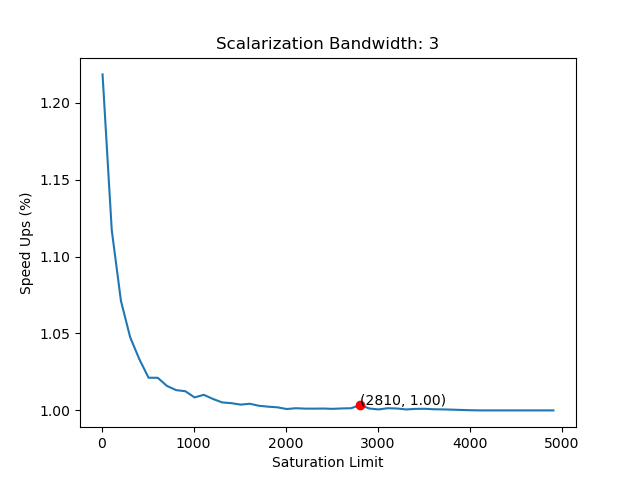 Scalarization Bandwidth: 3
Speed Ups (%)
1.20
1.15
1.10
1.05
1.00
(2810, 1.00)
0 1000 2000 3000 4000 5000
Saturation Limit